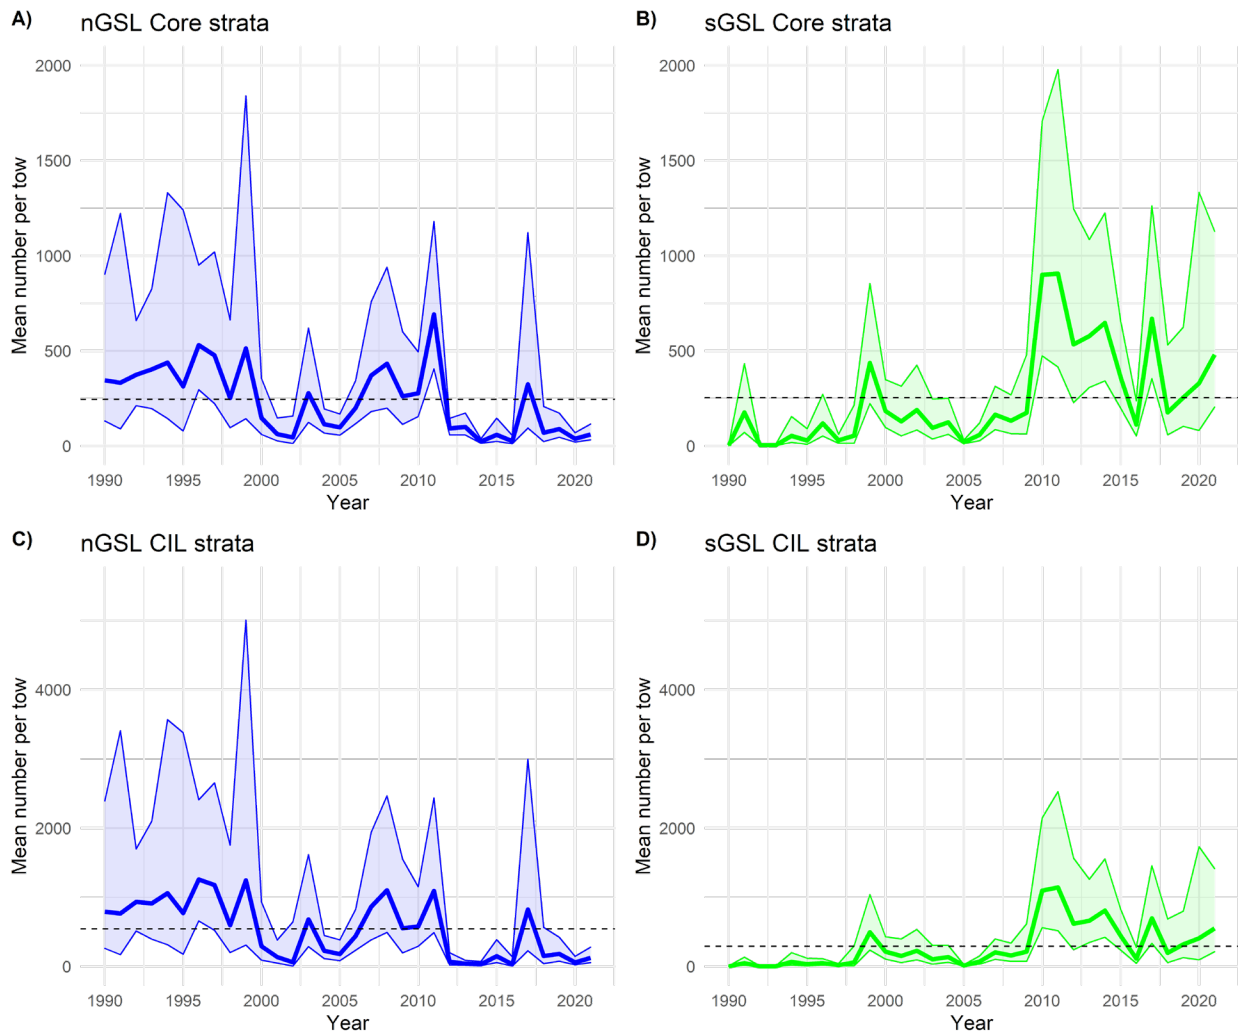 A) nGSL Core strata
Mean number per tow
2000
1500
1000
500
0
1990 1995 2000 2005 2010 2015 2020
Year
B) sGSL Core strata
Mean number per tow
2000
1500
1000
500
0
1990 1995 2000 2005 2010 2015 2020
Year
C) nGSL CIL strata
Mean number per tow
4000
2000
0
1990 1995 2000 2005 2010 2015 2020
Year
D) sGSL CIL strata
Mean number per tow
4000
2000
0
1990 1995 2000 2005 2010 2015 2020
Year